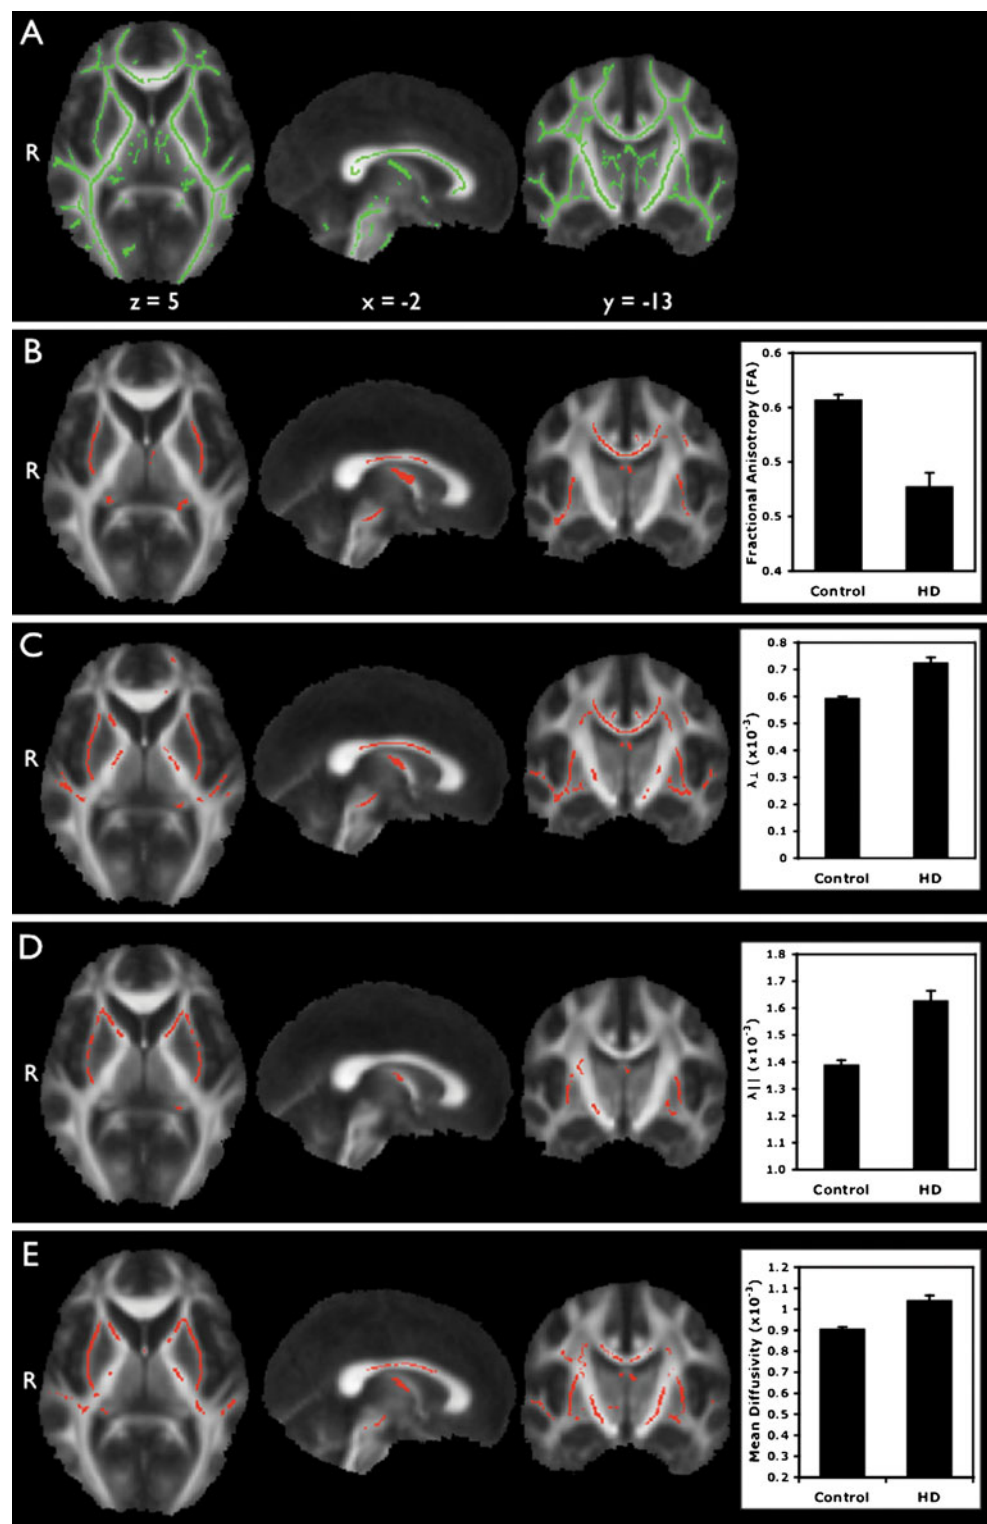 A
R
z = 5 x = -2 y = -13
B
R
Fractional Anisotropy (FA)
0.6
0.6
0.5
0.5
0.4
Control HD
C
R
λ⊥ (x10⁻³)
0.8
0.7
0.6
0.5
0.4
0.3
0.2
0.1
0
Control HD
D
R
λ|| (x10⁻³)
1.8
1.7
1.6
1.5
1.4
1.3
1.2
1.1
1.0
Control HD
E
R
Mean Diffusivity (x10⁻³)
1.2
1.1
1
0.9
0.8
0.7
0.6
0.5
0.4
0.3
0.2
Control HD